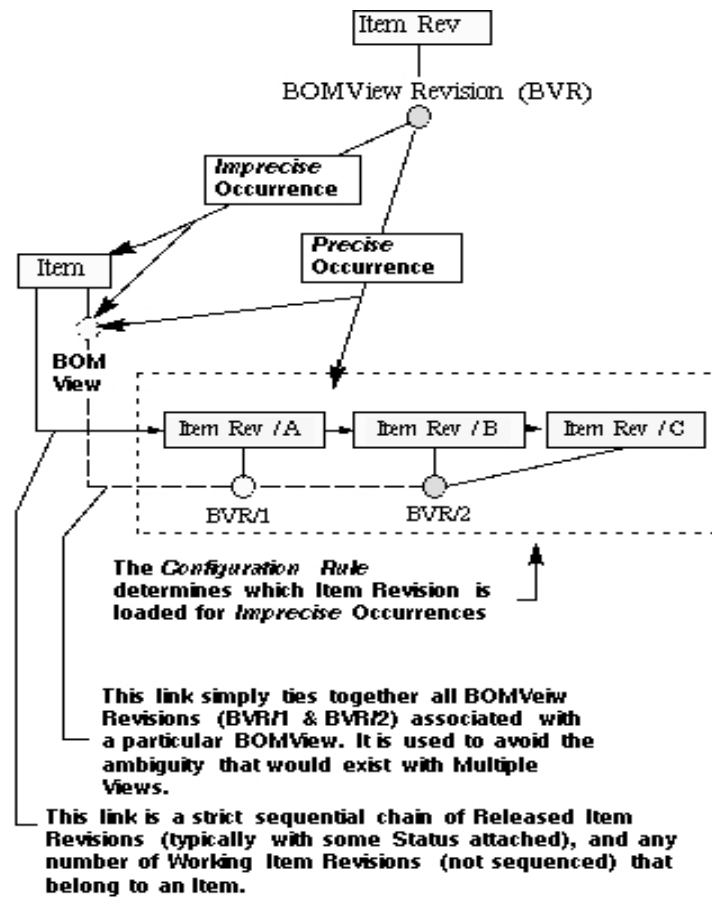 Item Rev
BOMView Revision (BVR)
Imprecise
Occurrence
Precise
Occurrence
Item
BOM
View
Item Rev / A
Item Rev / B
Item Rev / C
BVR/1
BVR/2
The Configuration Rule
determines which Item Revision is
loaded for Imprecise Occurrences
This link simply ties together all BOMVeiw
Revisions (BVR/1 & BVR/2) associated with
a particular BOMView. It is used to avoid the
ambiguity that would exist with Multiple
Views.
This link is a strict sequential chain of Released Item
Revisions (typically with some Status attached), and any
number of Working Item Revisions (not sequenced) that
belong to an Item.